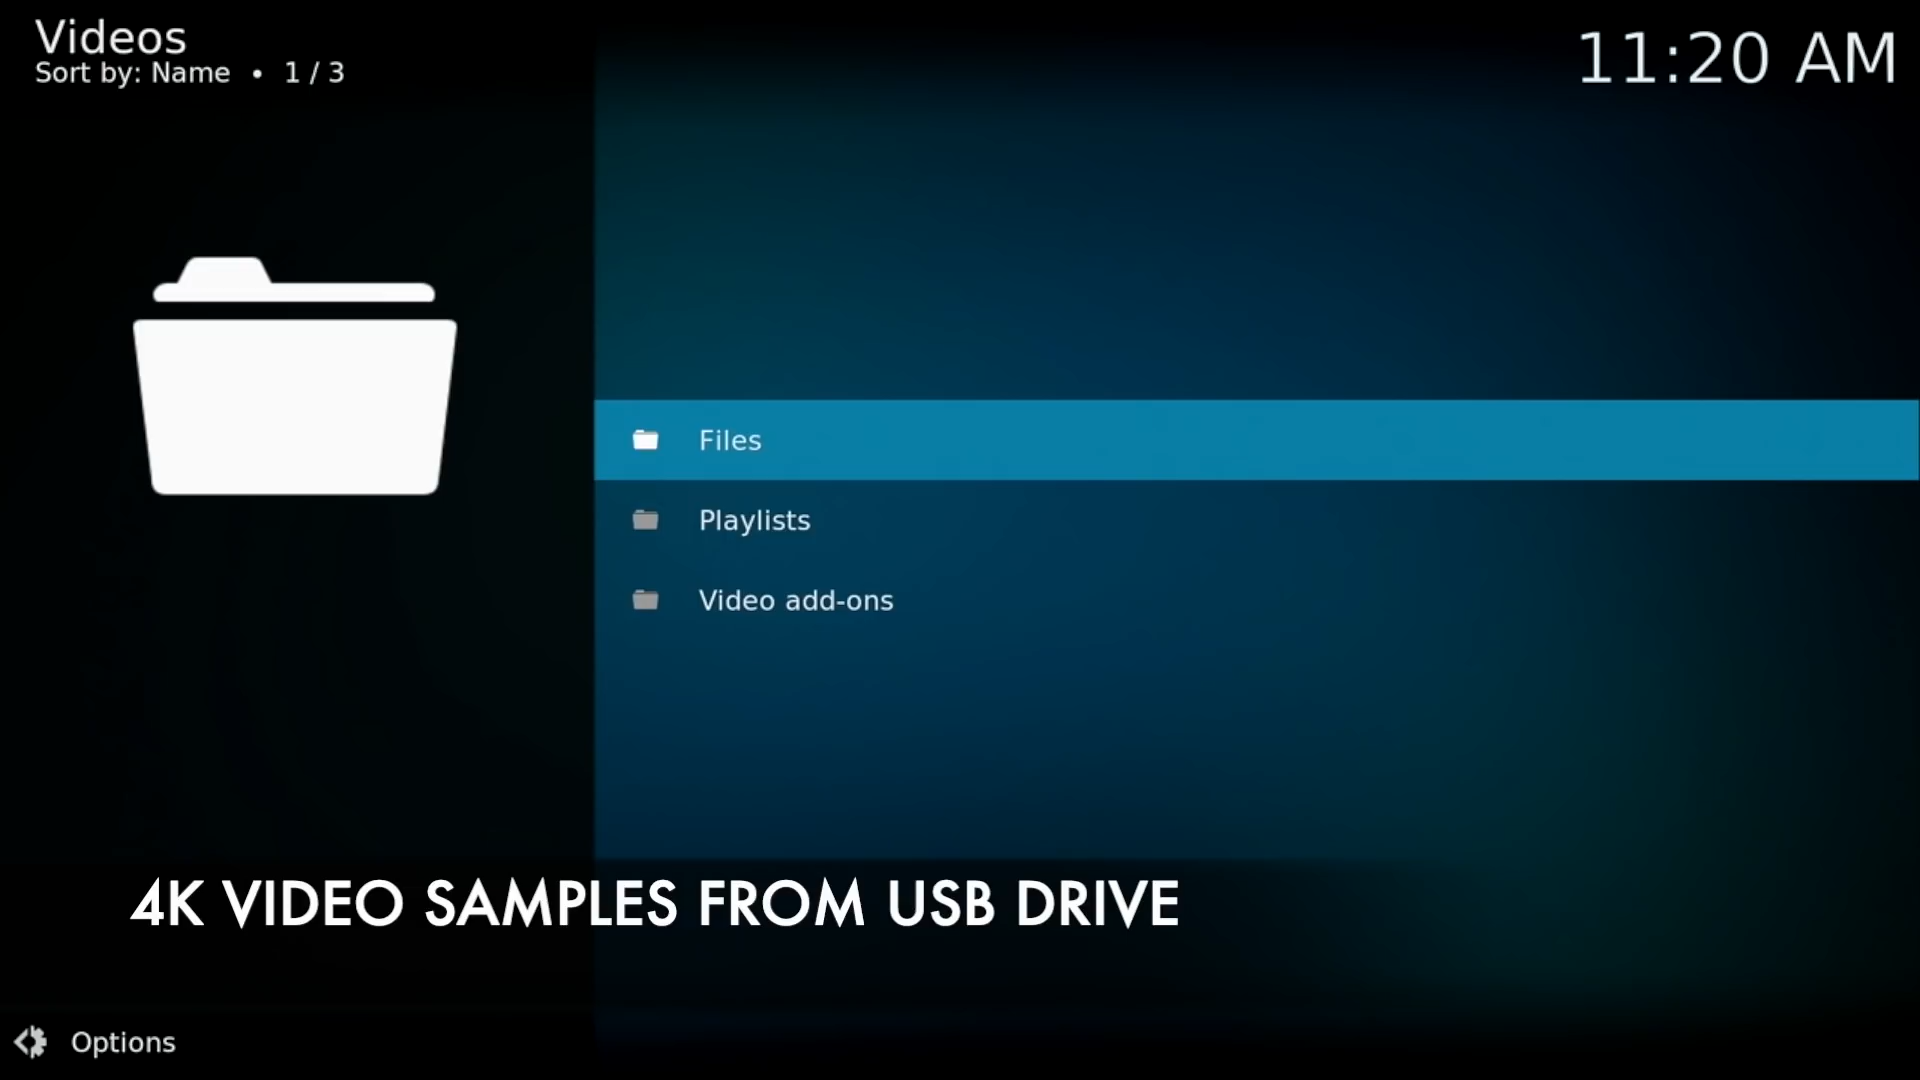 Videos
Sort by: Name • 1 / 3
11:20 AM
Files
Playlists
Video add-ons
4K VIDEO SAMPLES FROM USB DRIVE
Options